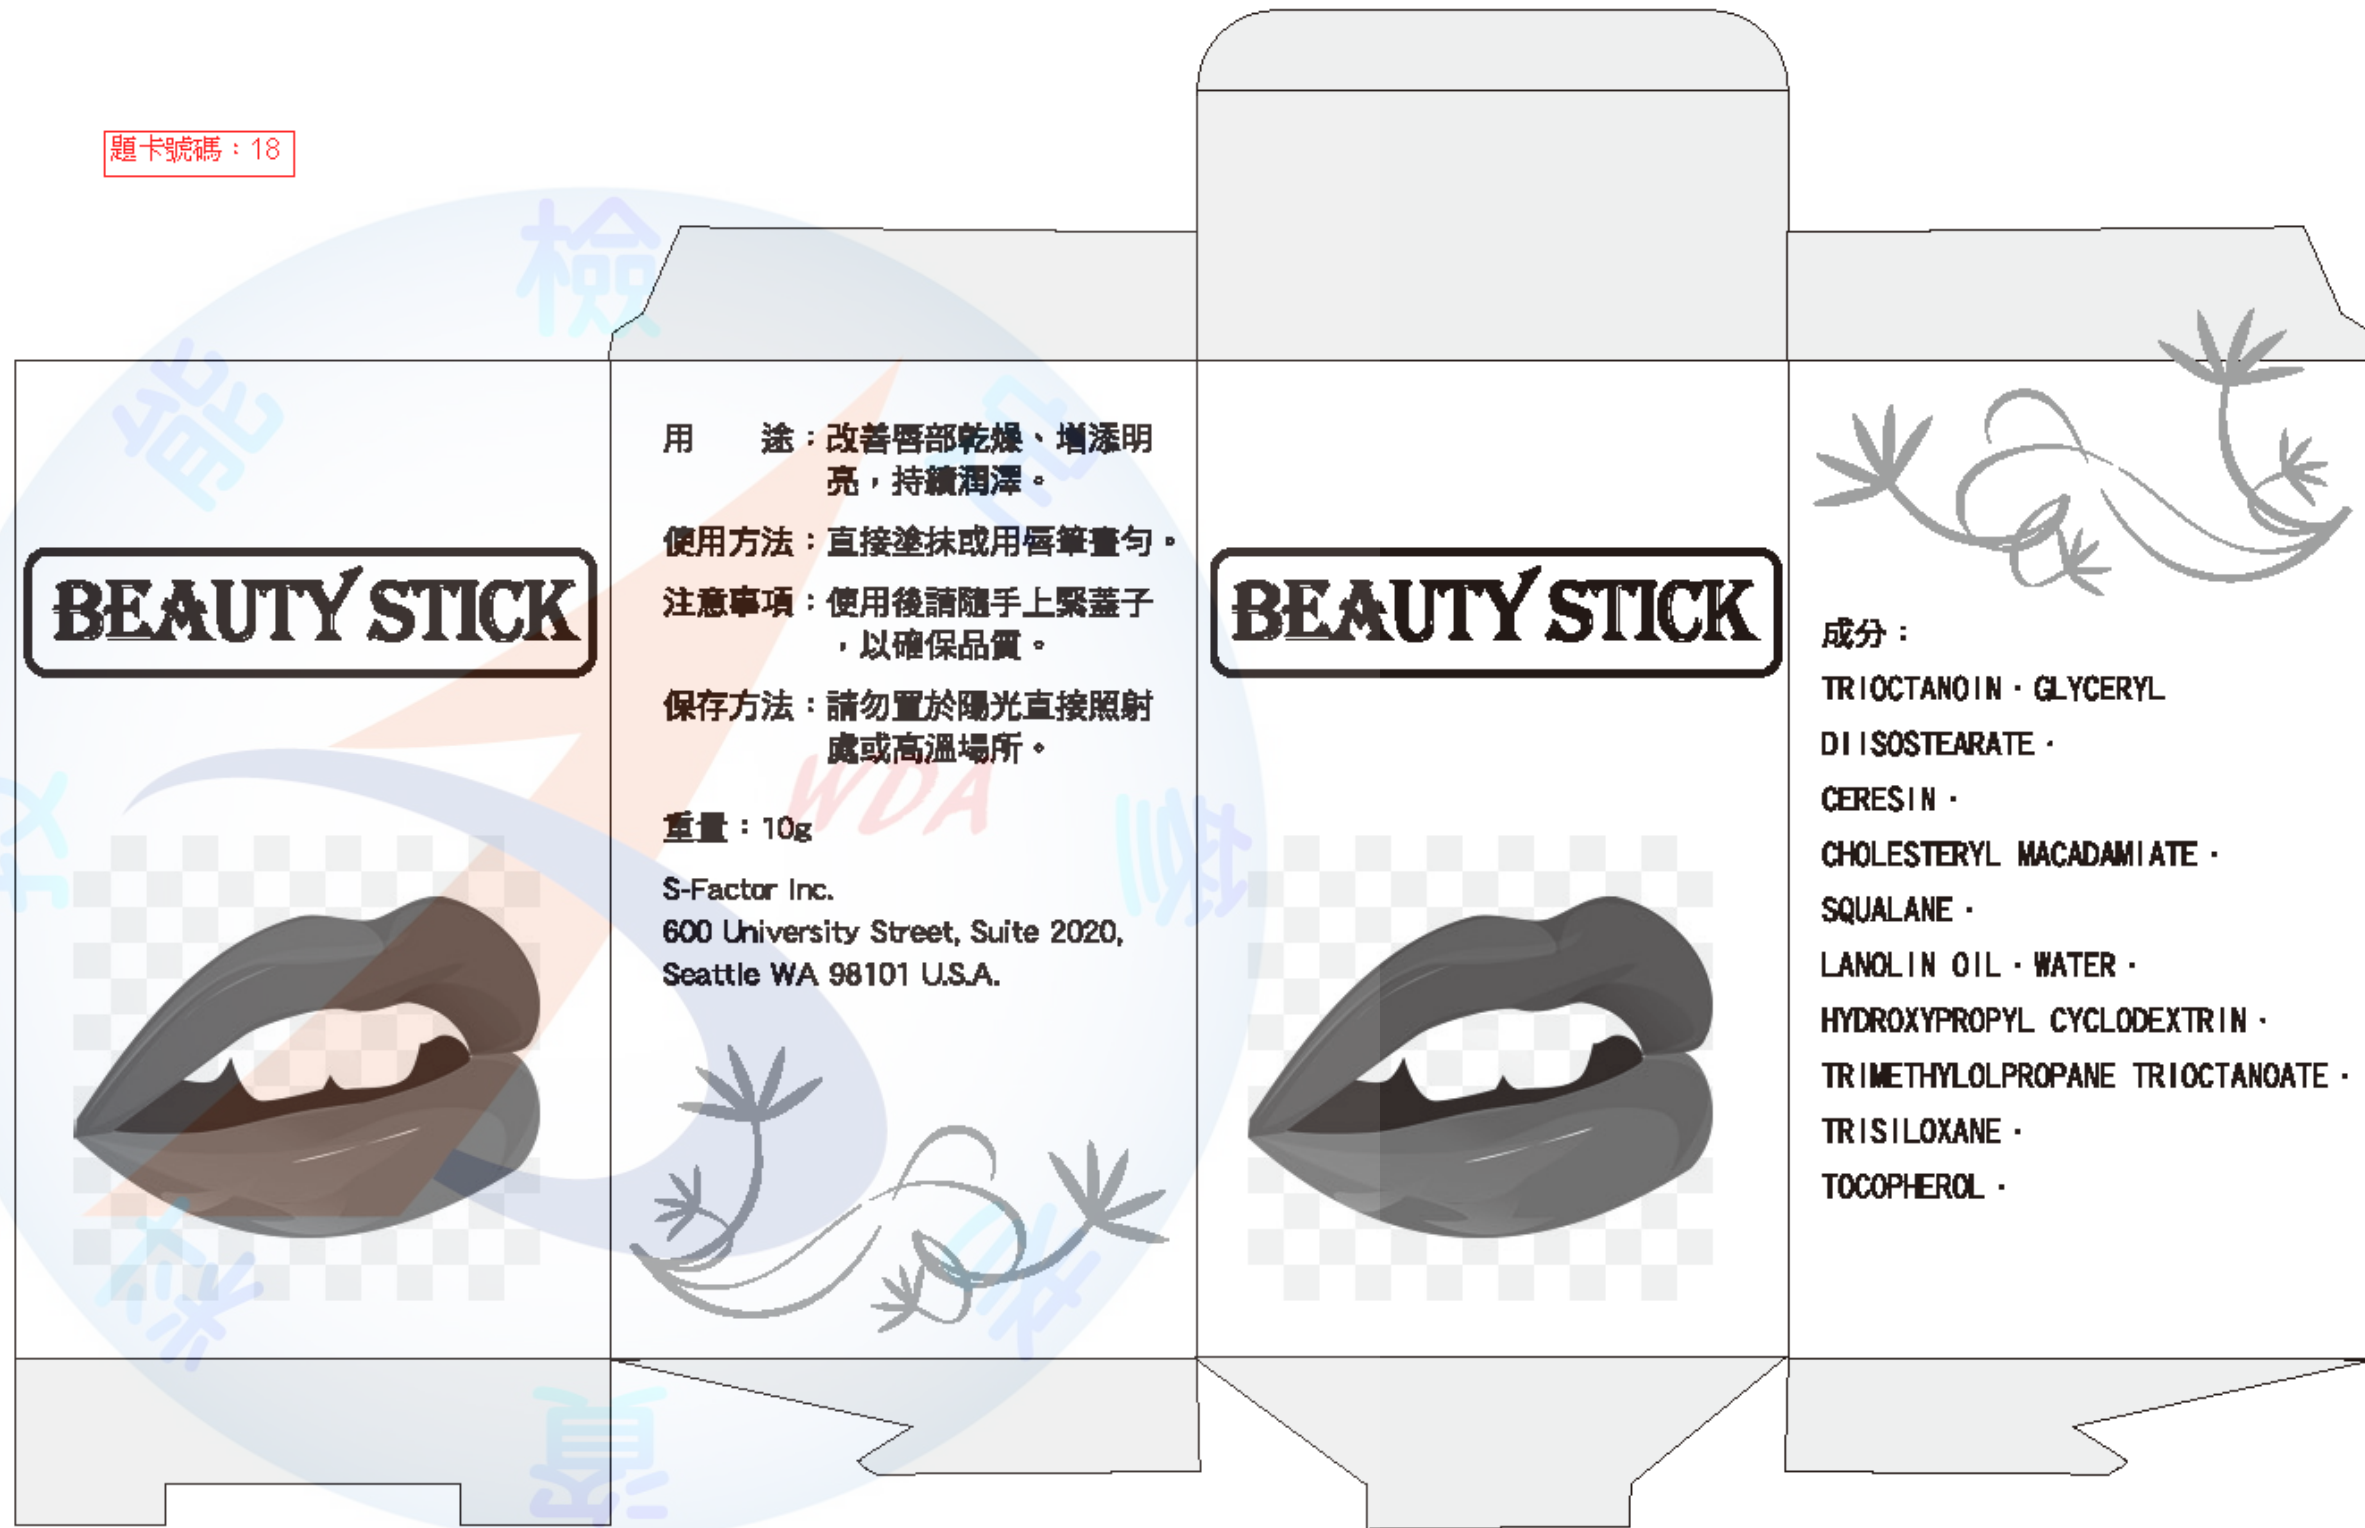 題卡號碼：18
BEAUTY STICK
用　　途：改善唇部乾燥、增添明
亮，持續潤澤。
使用方法：直接塗抹或用唇筆畫勻。
注意事項：使用後請隨手上緊蓋子
，以確保品質。
保存方法：請勿置於陽光直接照射
處或高溫場所。
重量：10g
S-Factor Inc.
600 University Street, Suite 2020,
Seattle WA 98101 U.S.A.
BEAUTY STICK
成分：
TRIOCTANOIN · GLYCERYL
DIISOSTEARATE ·
CERESIN ·
CHOLESTERYL MACADAMIATE ·
SQUALANE ·
LANOLIN OIL · WATER ·
HYDROXYPROPYL CYCLODEXTRIN ·
TRIMETHYLOLPROPANE TRIOCTANOATE ·
TRISILOXANE ·
TOCOPHEROL ·
WDA